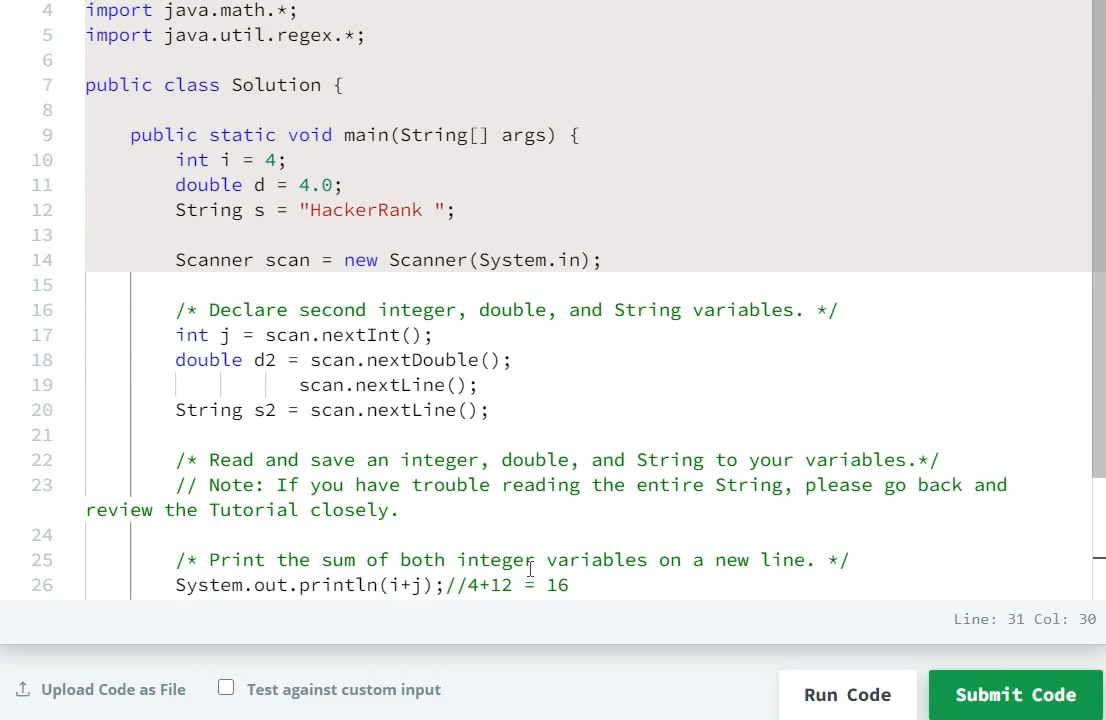 4 import java.math.*;
5 import java.util.regex.*;
6
7 public class Solution {
8
9 public static void main(String[] args) {
10 int i = 4;
11 double d = 4.0;
12 String s = "HackerRank ";
13
14 Scanner scan = new Scanner(System.in);
15
16 /* Declare second integer, double, and String variables. */
17 int j = scan.nextInt();
18 double d2 = scan.nextDouble();
19 scan.nextLine();
20 String s2 = scan.nextLine();
21
22 /* Read and save an integer, double, and String to your variables.*/
23 // Note: If you have trouble reading the entire String, please go back and
review the Tutorial closely.
24
25 /* Print the sum of both integer variables on a new line. */
26 System.out.println(i+j);//4+12 = 16
Line: 31 Col: 30
Upload Code as File Test against custom input Run Code Submit Code